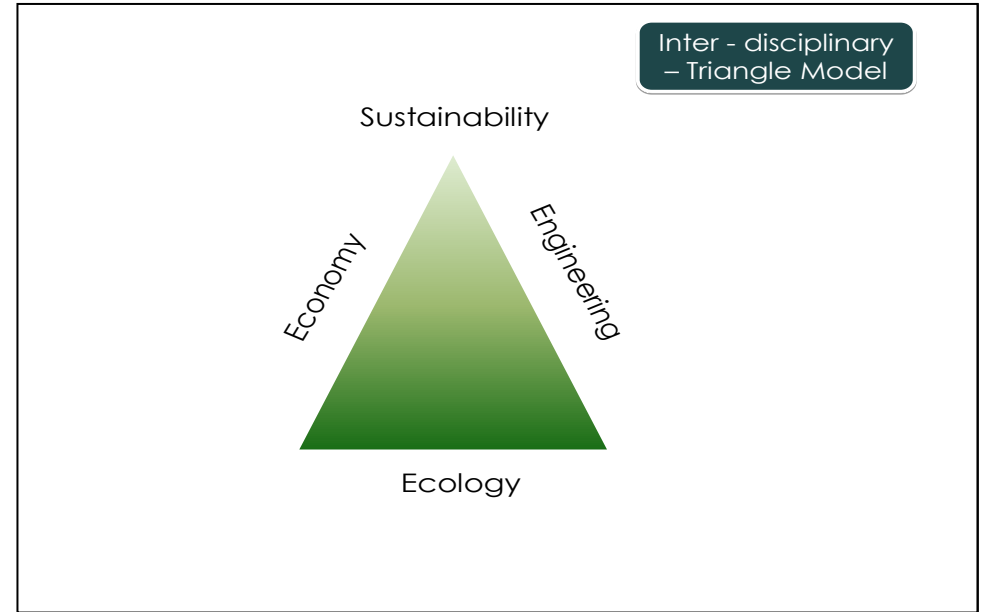 Inter - disciplinary
– Triangle Model
Sustainability
Economy
Engineering
Ecology